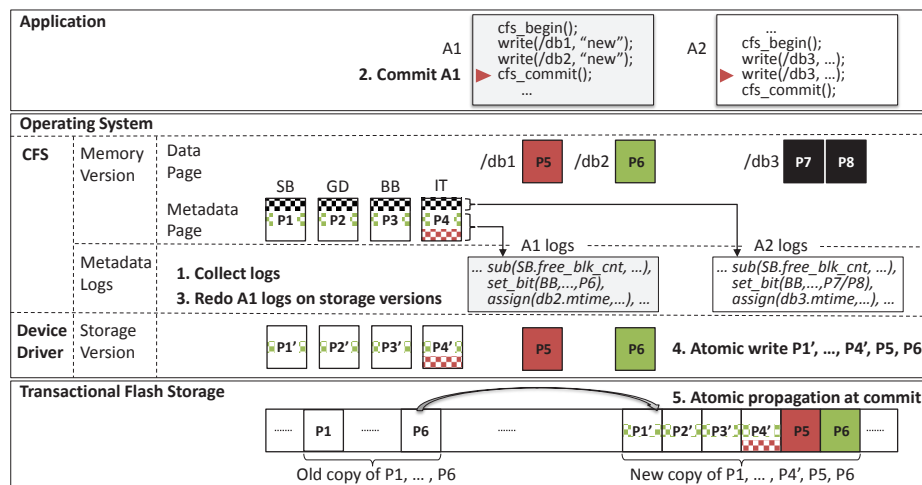 Application
A1
cfs_begin();
write(/db1, “new”);
write(/db2, “new”);
2. Commit A1
cfs_commit();
…
A2
…
cfs_begin();
write(/db3, …);
write(/db3, …);
cfs_commit();
Operating System
CFS
Memory Version
Data Page
/db1 P5
/db2 P6
/db3 P7 P8
SB GD BB IT
Metadata Page
P1 P2 P3 P4
Metadata Logs
1. Collect logs
3. Redo A1 logs on storage versions
A1 logs
… sub(SB.free_blk_cnt, …),
set_bit(BB,...,P6),
assign(db2.mtime,…), …
A2 logs
… sub(SB.free_blk_cnt, …),
set_bit(BB,...,P7/P8),
assign(db3.mtime,…), …
Device Driver
Storage Version
P1’ P2’ P3’ P4’ P5 P6
4. Atomic write P1’, …, P4’, P5, P6
Transactional Flash Storage
5. Atomic propagation at commit
....... P1 ....... P6 ....... P1’ P2’ P3’ P4’ P5 P6 .......
Old copy of P1, … , P6
New copy of P1, … , P4’, P5, P6